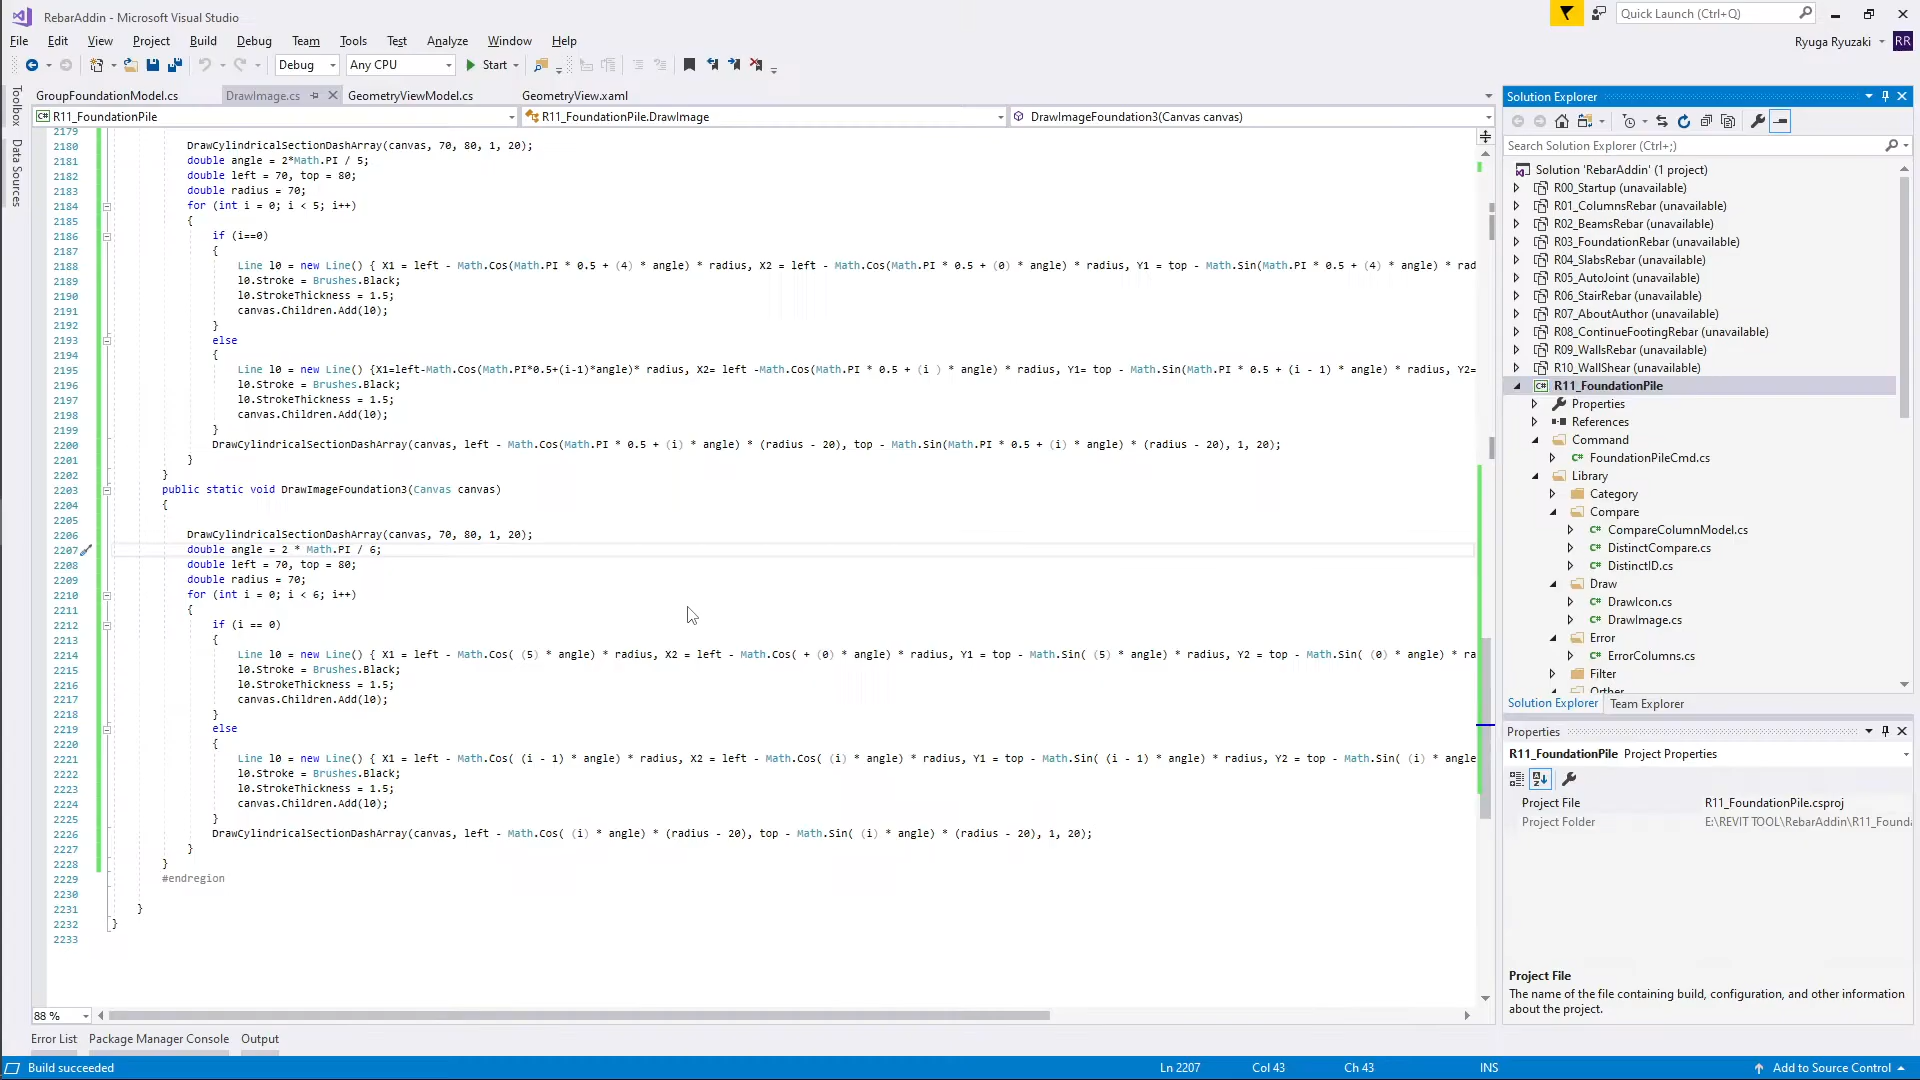 RebarAddin - Microsoft Visual Studio
Quick Launch (Ctrl+Q)
File Edit View Project Build Debug Team Tools Test Analyze Window Help
Ryuga Ryuzaki RR
Debug Any CPU Start
Toolbox
Data Sources
GroupFoundationModel.cs DrawImage.cs GeometryViewModel.cs GeometryView.xaml
R11_FoundationPile R11_FoundationPile.DrawImage DrawImageFoundation3(Canvas canvas)
2179
2180 DrawCylindricalSectionDashArray(canvas, 70, 80, 1, 20);
2181 double angle = 2*Math.PI / 5;
2182 double left = 70, top = 80;
2183 double radius = 70;
2184 for (int i = 0; i < 5; i++)
2185 {
2186 if (i==0)
2187 {
2188 Line l0 = new Line() { X1 = left - Math.Cos(Math.PI * 0.5 + (4) * angle) * radius, X2 = left - Math.Cos(Math.PI * 0.5 + (0) * angle) * radius, Y1 = top - Math.Sin(Math.PI * 0.5 + (4) * angle) * rad
2189 l0.Stroke = Brushes.Black;
2190 l0.StrokeThickness = 1.5;
2191 canvas.Children.Add(l0);
2192 }
2193 else
2194 {
2195 Line l0 = new Line() {X1=left-Math.Cos(Math.PI*0.5+(i-1)*angle)* radius, X2= left -Math.Cos(Math.PI * 0.5 + (i ) * angle) * radius, Y1= top - Math.Sin(Math.PI * 0.5 + (i - 1) * angle) * radius, Y2=
2196 l0.Stroke = Brushes.Black;
2197 l0.StrokeThickness = 1.5;
2198 canvas.Children.Add(l0);
2199 }
2200 DrawCylindricalSectionDashArray(canvas, left - Math.Cos(Math.PI * 0.5 + (i) * angle) * (radius - 20), top - Math.Sin(Math.PI * 0.5 + (i) * angle) * (radius - 20), 1, 20);
2201 }
2202 }
2203 public static void DrawImageFoundation3(Canvas canvas)
2204 {
2205
2206 DrawCylindricalSectionDashArray(canvas, 70, 80, 1, 20);
2207 double angle = 2 * Math.PI / 6;
2208 double left = 70, top = 80;
2209 double radius = 70;
2210 for (int i = 0; i < 6; i++)
2211 {
2212 if (i == 0)
2213 {
2214 Line l0 = new Line() { X1 = left - Math.Cos( (5) * angle) * radius, X2 = left - Math.Cos( + (0) * angle) * radius, Y1 = top - Math.Sin( (5) * angle) * radius, Y2 = top - Math.Sin( (0) * angle) * ra
2215 l0.Stroke = Brushes.Black;
2216 l0.StrokeThickness = 1.5;
2217 canvas.Children.Add(l0);
2218 }
2219 else
2220 {
2221 Line l0 = new Line() { X1 = left - Math.Cos( (i - 1) * angle) * radius, X2 = left - Math.Cos( (i) * angle) * radius, Y1 = top - Math.Sin( (i - 1) * angle) * radius, Y2 = top - Math.Sin( (i) * angle
2222 l0.Stroke = Brushes.Black;
2223 l0.StrokeThickness = 1.5;
2224 canvas.Children.Add(l0);
2225 }
2226 DrawCylindricalSectionDashArray(canvas, left - Math.Cos( (i) * angle) * (radius - 20), top - Math.Sin( (i) * angle) * (radius - 20), 1, 20);
2227 }
2228 }
2229 #endregion
2230
2231 }
2232 }
2233
88 %
Error List Package Manager Console Output
Build succeeded Ln 2207 Col 43 Ch 43 INS Add to Source Control
Solution Explorer
Search Solution Explorer (Ctrl+;)
Solution 'RebarAddin' (1 project)
R00_Startup (unavailable)
R01_ColumnsRebar (unavailable)
R02_BeamsRebar (unavailable)
R03_FoundationRebar (unavailable)
R04_SlabsRebar (unavailable)
R05_AutoJoint (unavailable)
R06_StairRebar (unavailable)
R07_AboutAuthor (unavailable)
R08_ContinueFootingRebar (unavailable)
R09_WallsRebar (unavailable)
R10_WallShear (unavailable)
R11_FoundationPile
Properties
References
Command
FoundationPileCmd.cs
Library
Category
Compare
CompareColumnModel.cs
DistinctCompare.cs
DistinctID.cs
Draw
DrawIcon.cs
DrawImage.cs
Error
ErrorColumns.cs
Filter
Orther
Solution Explorer Team Explorer
Properties
R11_FoundationPile Project Properties
Project File R11_FoundationPile.csproj
Project Folder E:\REVIT TOOL\RebarAddin\R11_Founda
Project File
The name of the file containing build, configuration, and other information
about the project.